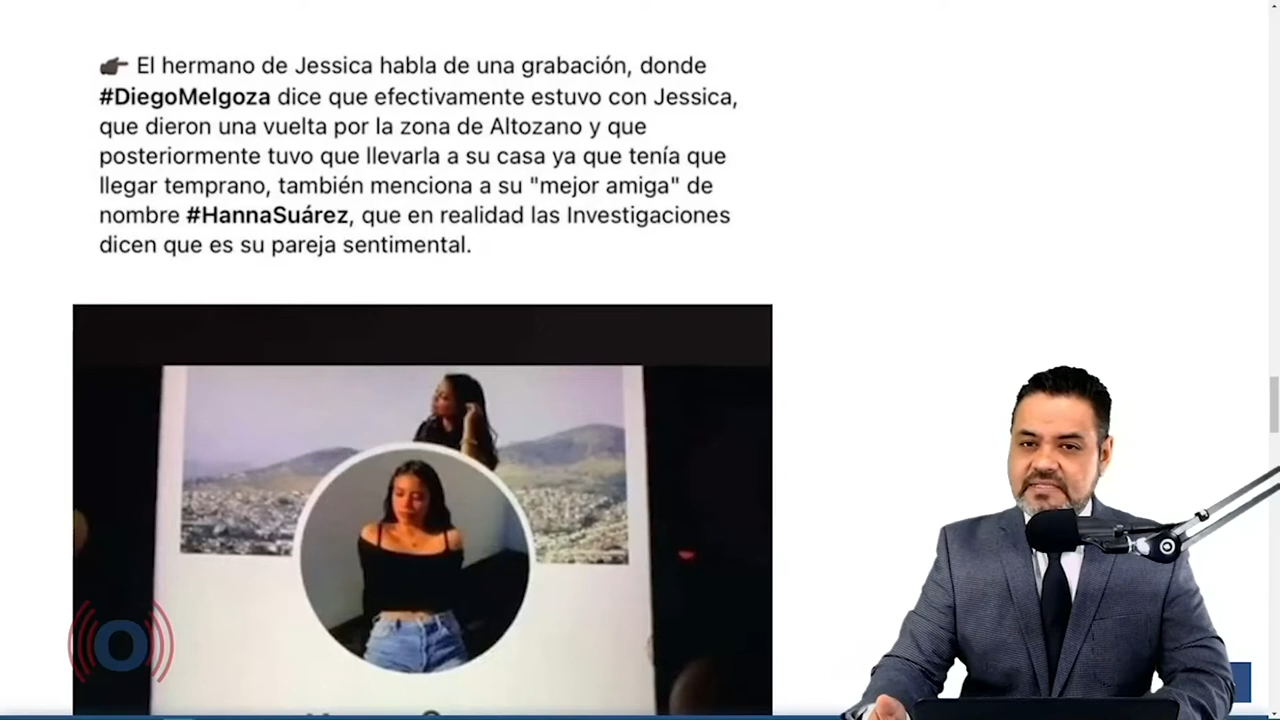 👉 El hermano de Jessica habla de una grabación, donde
#DiegoMelgoza dice que efectivamente estuvo con Jessica,
que dieron una vuelta por la zona de Altozano y que
posteriormente tuvo que llevarla a su casa ya que tenía que
llegar temprano, también menciona a su "mejor amiga" de
nombre #HannaSuárez, que en realidad las Investigaciones
dicen que es su pareja sentimental.
O